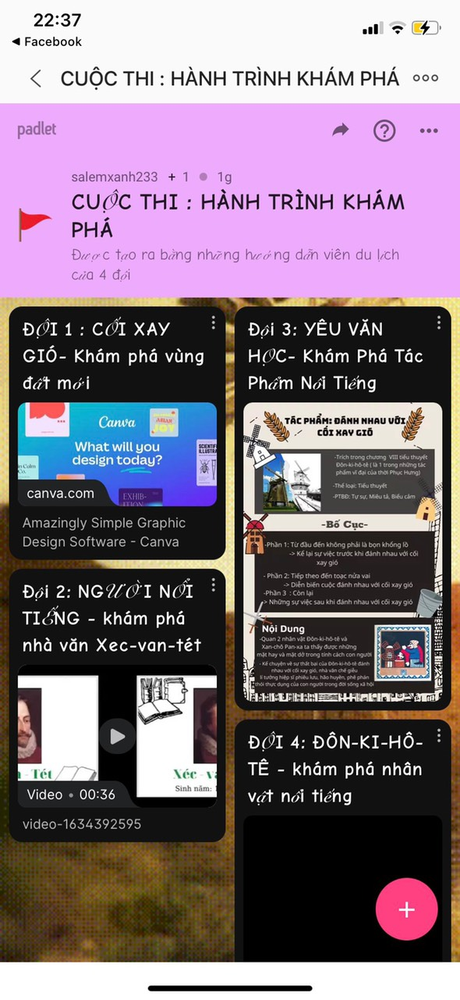 22:37
Facebook
CUỘC THI : HÀNH TRÌNH KHÁM PHÁ
padlet
salemxanh233 + 1 1g
CUỘC THI : HÀNH TRÌNH KHÁM
PHÁ
Được tạo ra bằng những hướng dẫn viên du lịch
của 4 đội
ĐỘI 1 : CỐI XAY
GIÓ- Khám phá vùng
đất mới
Canva
ASIAN
JOY
What will you
design today?
in Colm
Co.
SCIENTIFI
ILLUSTRA
EXHIB-
ITION
canva.com
Amazingly Simple Graphic
Design Software - Canva
Đội 2: NGƯỜI NỔI
TIẾNG - khám phá
nhà văn Xec-van-tét
- Tét
Xéc - va
Sinh năm: 1
Video • 00:36
video-1634392595
Đội 3: YÊU VĂN
HỌC- Khám Phá Tác
Phẩm Nổi Tiếng
TÁC PHẨM: ĐÁNH NHAU VỚI
CỐI XAY GIÓ
-Trích trong chương VIII tiểu thuyết
Đôn-ki-hô-tê ( là 1 trong những tác
phẩm vĩ đại của thời Phục Hưng)
-Thể loại: Tiểu thuyết
-PTBĐ: Tự sự, Miêu tả, Biểu cảm
-Bố Cục-
-Phần 1: Từ đầu đến không phải là bọn khổng lồ
-> Kể lại sự việc trước khi đánh nhau với cối
xay gió
- Phần 2: Tiếp theo đến toạc nửa vai
-> Diễn biến cuộc đánh nhau với cối xay gió
-Phần 3 : Còn lại
-> Những sự việc sau khi đánh nhau với cối xay gió
Nội Dung
-Quan 2 nhân vật Đôn-ki-hô-tê và
Xan-chô Pan-xa ta thấy được những
mặt hay và mặt dở trong tính cách con người
- Kể chuyện về sự thất bại của Đôn-ki-hô-tê đánh
nhau với cối xay gió, nhà văn chế giễu
lí tưởng hiệp sĩ phiêu lưu, hão huyền, phê phán
thói thực dụng của con người trong đời sống xã hội
ĐỘI 4: ĐÔN-KI-HÔ-
TÊ - khám phá nhân
vật nổi tiếng